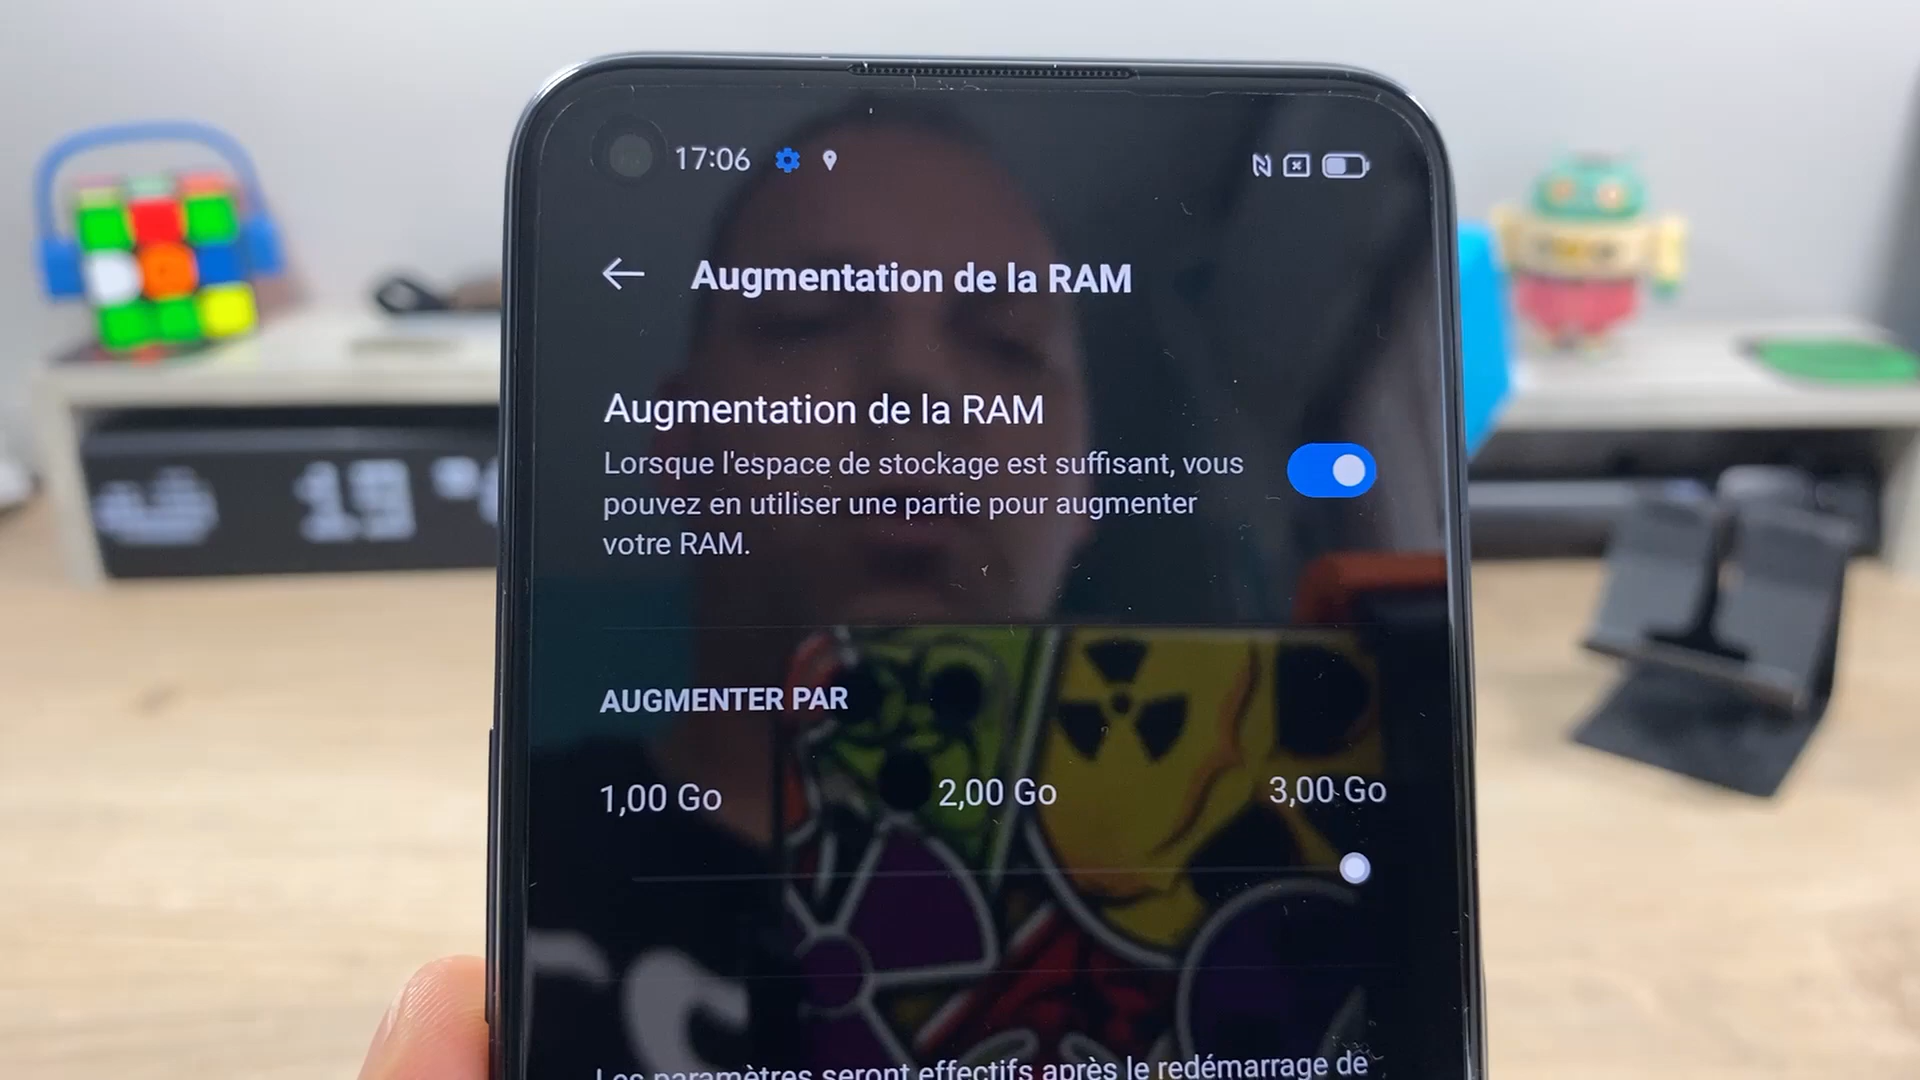 17:06
Augmentation de la RAM
Augmentation de la RAM
Lorsque l'espace de stockage est suffisant, vous
pouvez en utiliser une partie pour augmenter
votre RAM.
AUGMENTER PAR
1,00 Go 2,00 Go 3,00 Go
Les paramètres seront effectifs après le redémarrage de